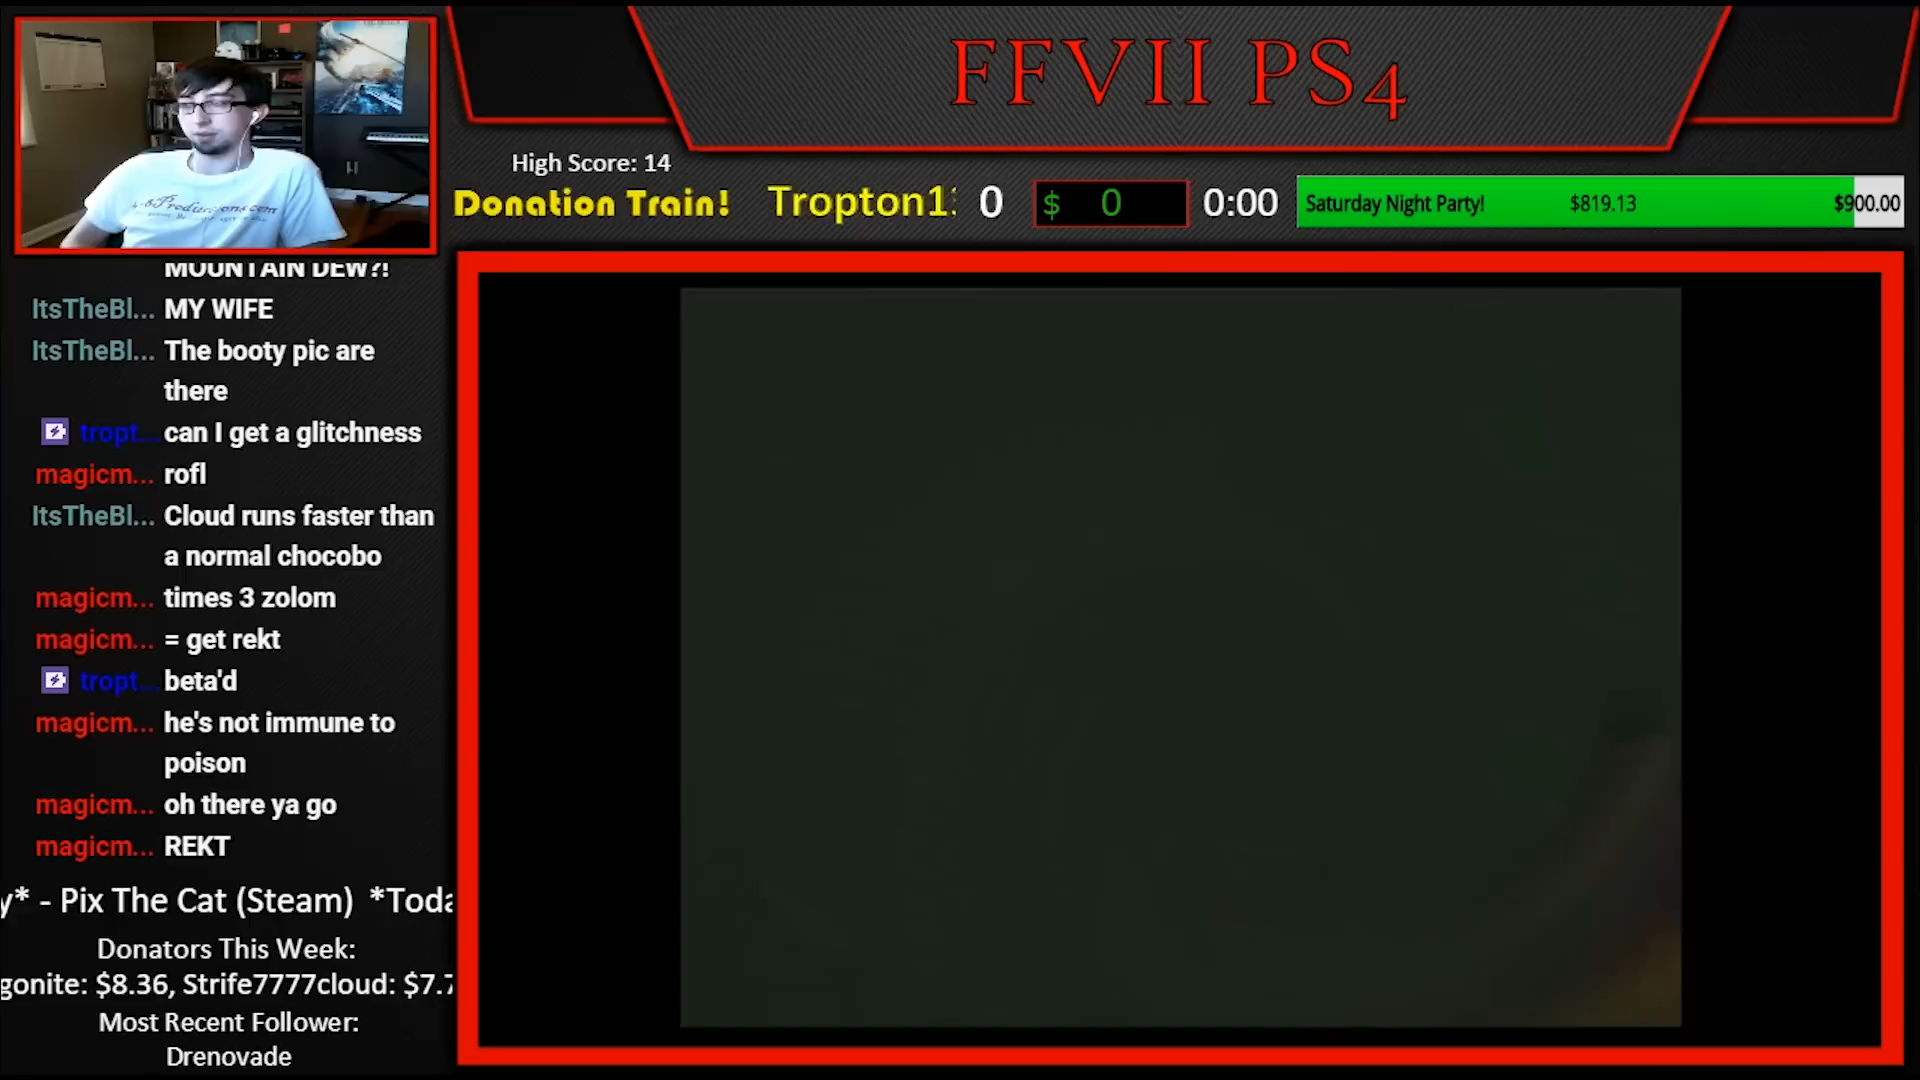 FFVII PS4
High Score: 14
Donation Train! Tropton1 0 $ 0 0:00 Saturday Night Party! $819.13 $900.00
MOUNTAIN DEW?!
ItsTheBl... MY WIFE
ItsTheBl... The booty pic are
there
tropt... can I get a glitchness
magicm... rofl
ItsTheBl... Cloud runs faster than
a normal chocobo
magicm... times 3 zolom
magicm... = get rekt
tropt... beta'd
magicm... he's not immune to
poison
magicm... oh there ya go
magicm... REKT
y* - Pix The Cat (Steam) *Toda
Donators This Week:
gonite: $8.36, Strife7777cloud: $7.7
Most Recent Follower:
Drenovade